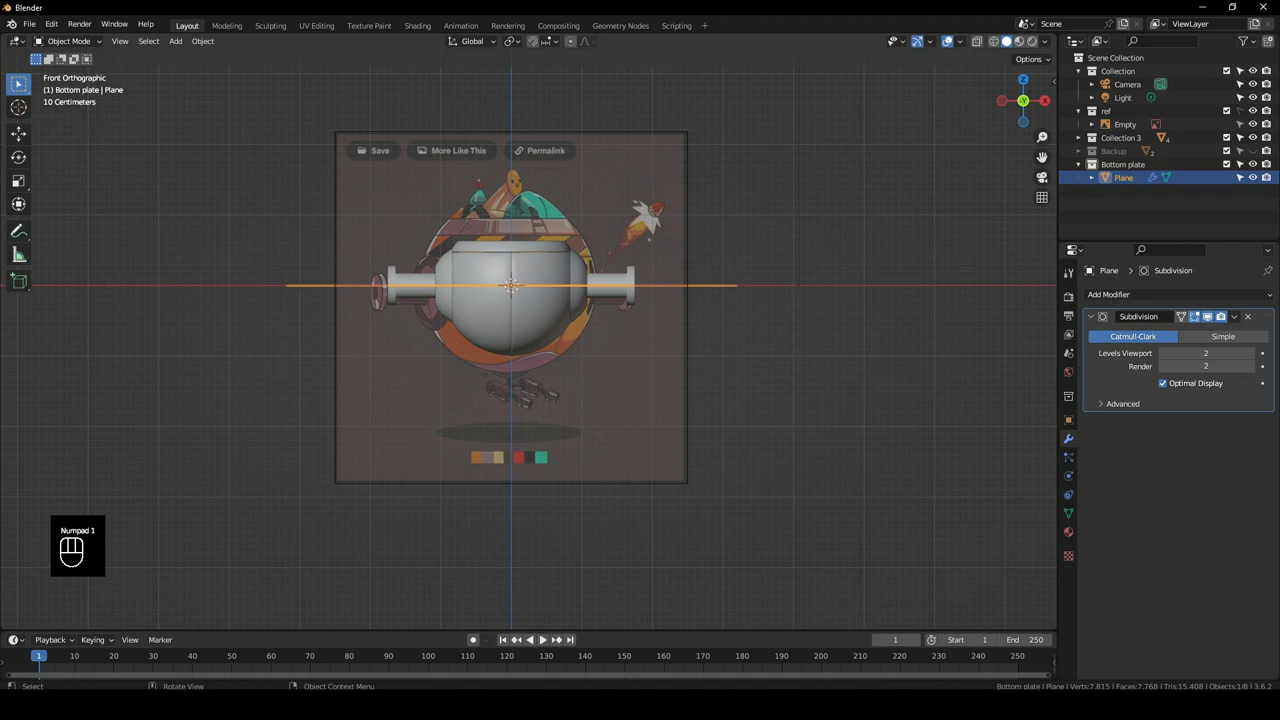 Blender
File Edit Render Window Help Layout Modeling Sculpting UV Editing Texture Paint Shading Animation Rendering Compositing Geometry Nodes Scripting + Scene ViewLayer
Object Mode View Select Add Object Global
Options
Front Orthographic
(1) Bottom plate | Plane
10 Centimeters
Z
Y
X
Save More Like This Permalink
Numpad 1
Scene Collection
Collection
Camera
Light
ref
Empty
Collection 3 4
Backup 2
Bottom plate
Plane
Plane Subdivision
Add Modifier
Subdivision
Catmull-Clark Simple
Levels Viewport 2
Render 2
Optimal Display
Advanced
Playback Keying View Marker 1 Start 1 End 250
1 10 20 30 40 50 60 70 80 90 100 110 120 130 140 150 160 170 180 190 200 210 220 230 240 250
Select Rotate View Object Context Menu Bottom plate | Plane | Verts:7.815 | Faces:7.768 | Tris:15.408 | Objects:1/8 | 3.6.2